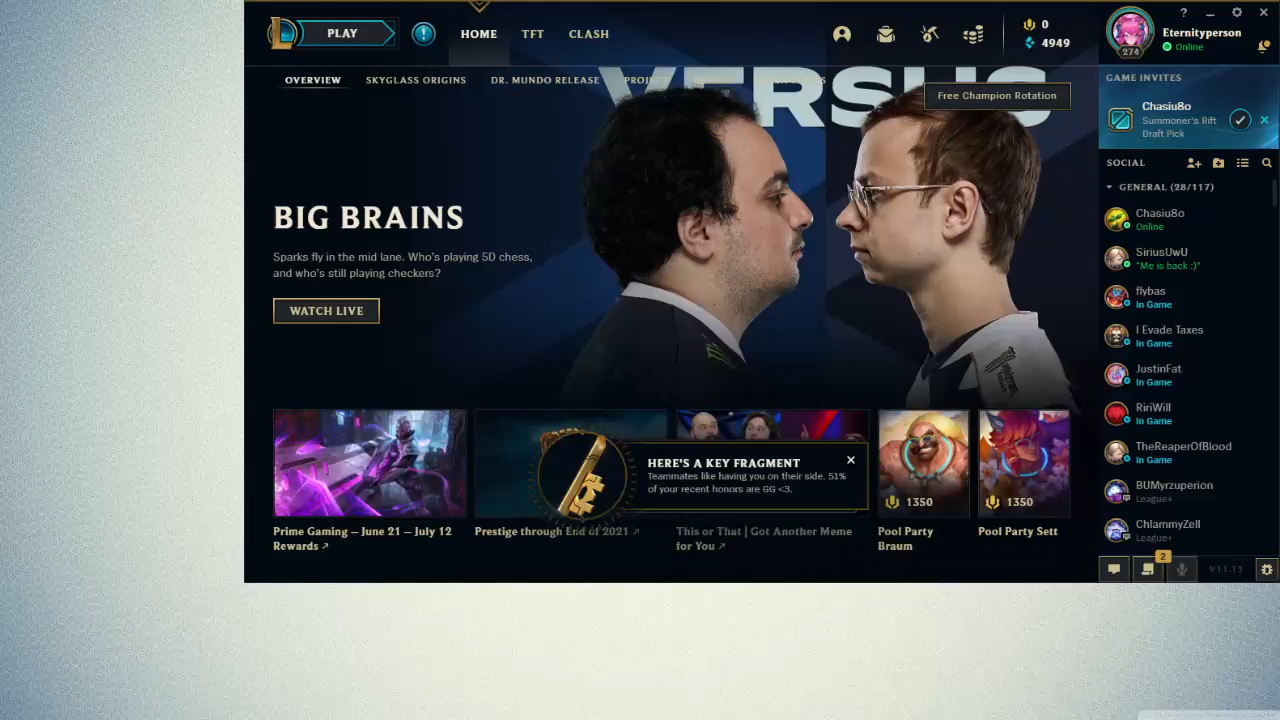 PLAY
HOME
TFT
CLASH
0
4949
?
274
Eternityperson
Online
OVERVIEW
SKYGLASS ORIGINS
DR. MUNDO RELEASE
VERSUS
Free Champion Rotation
GAME INVITES
Chasiu8o
Summoner's Rift
Draft Pick
SOCIAL
GENERAL (28/117)
Chasiu8o
Online
SiriusUwU
"Me is back :)"
flybas
In Game
I Evade Taxes
In Game
JustinFat
In Game
RiriWill
In Game
TheReaperOfBlood
In Game
BUMyrzuperion
League+
ChlammyZell
League+
BIG BRAINS
Sparks fly in the mid lane. Who's playing 5D chess,
and who's still playing checkers?
WATCH LIVE
HERE'S A KEY FRAGMENT
Teammates like having you on their side. 51%
of your recent honors are GG <3.
1350
1350
Prime Gaming – June 21 – July 12
Rewards ↗
Prestige through End of 2021 ↗
This or That | Got Another Meme
for You ↗
Pool Party
Braum
Pool Party Sett
2
V11.13